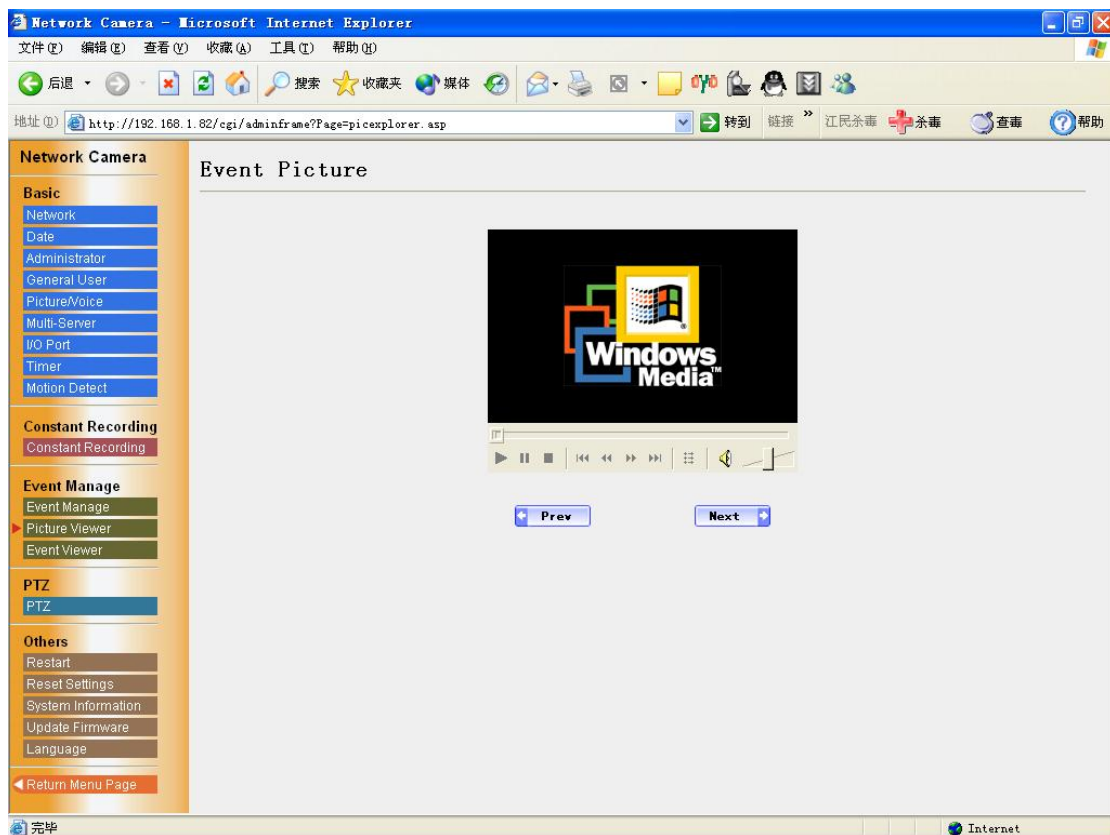 Network Camera - Microsoft Internet Explorer
文件(F) 编辑(E) 查看(V) 收藏(A) 工具(T) 帮助(H)
后退 搜索 收藏夹 媒体
地址(D) http://192.168.1.82/cgi/adminframe?Page=picexplorer.asp 转到 链接 » 江民杀毒 杀毒 查毒 帮助
Network Camera
Event Picture
Basic
Network
Date
Administrator
General User
Picture/Voice
Multi-Server
I/O Port
Timer
Motion Detect
Constant Recording
Constant Recording
Event Manage
Event Manage
Picture Viewer
Event Viewer
PTZ
PTZ
Others
Restart
Reset Settings
System Information
Update Firmware
Language
Return Menu Page
Windows
Media™
Prev Next
完毕 Internet